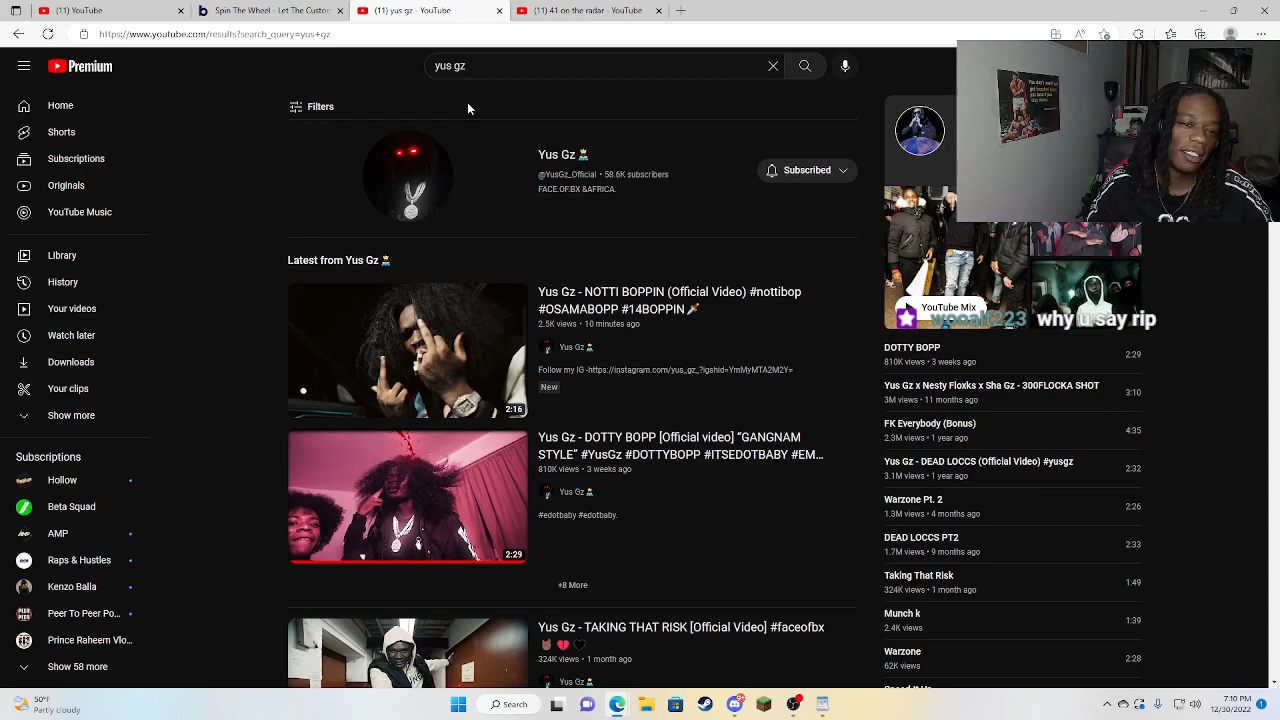 (11) YouTube
Spin The Wheel - Let The Custom
(11) yus gz - YouTube
(11) 41 on the radar - YouTube
https://www.youtube.com/results?search_query=yus+gz
Premium
yus gz
Home
Shorts
Subscriptions
Originals
YouTube Music
Library
History
Your videos
Watch later
Downloads
Your clips
Show more
Subscriptions
Hollow
Beta Squad
AMP
Raps & Hustles
Kenzo Balla
Peer To Peer Po...
Prince Raheem Vlo...
Show 58 more
Filters
Yus Gz
@YusGz_Official • 58.6K subscribers
FACE.OF.BX &AFRICA.
Subscribed
Latest from Yus Gz
Yus Gz - NOTTI BOPPIN (Official Video) #nottibop
#OSAMABOPP #14BOPPIN 🚀
2.5K views • 10 minutes ago
Yus Gz
Follow my IG -https://instagram.com/yus_gz_?igshid=YmMyMTA2M2Y=
New
2:16
Yus Gz - DOTTY BOPP [Official video] “GANGNAM
STYLE” #YusGz #DOTTYBOPP #ITSEDOTBABY #EM...
810K views • 3 weeks ago
Yus Gz
#edotbaby #edotbaby.
2:29
+8 More
Yus Gz - TAKING THAT RISK [Official Video] #faceofbx
324K views • 1 month ago
Yus Gz
YouTube Mix
wooalt223 why u say rip
DOTTY BOPP
810K views • 3 weeks ago
2:29
Yus Gz x Nesty Floxks x Sha Gz - 300FLOCKA SHOT
3M views • 11 months ago
3:10
FK Everybody (Bonus)
2.3M views • 1 year ago
4:35
Yus Gz - DEAD LOCCS (Official Video) #yusgz
3.1M views • 1 year ago
2:32
Warzone Pt. 2
1.3M views • 4 months ago
2:26
DEAD LOCCS PT2
1.7M views • 9 months ago
2:33
Taking That Risk
324K views • 1 month ago
1:49
Munch k
2.4K views
1:39
Warzone
62K views
2:28
50°F
Partly cloudy
Search
7:10 PM
12/30/2022